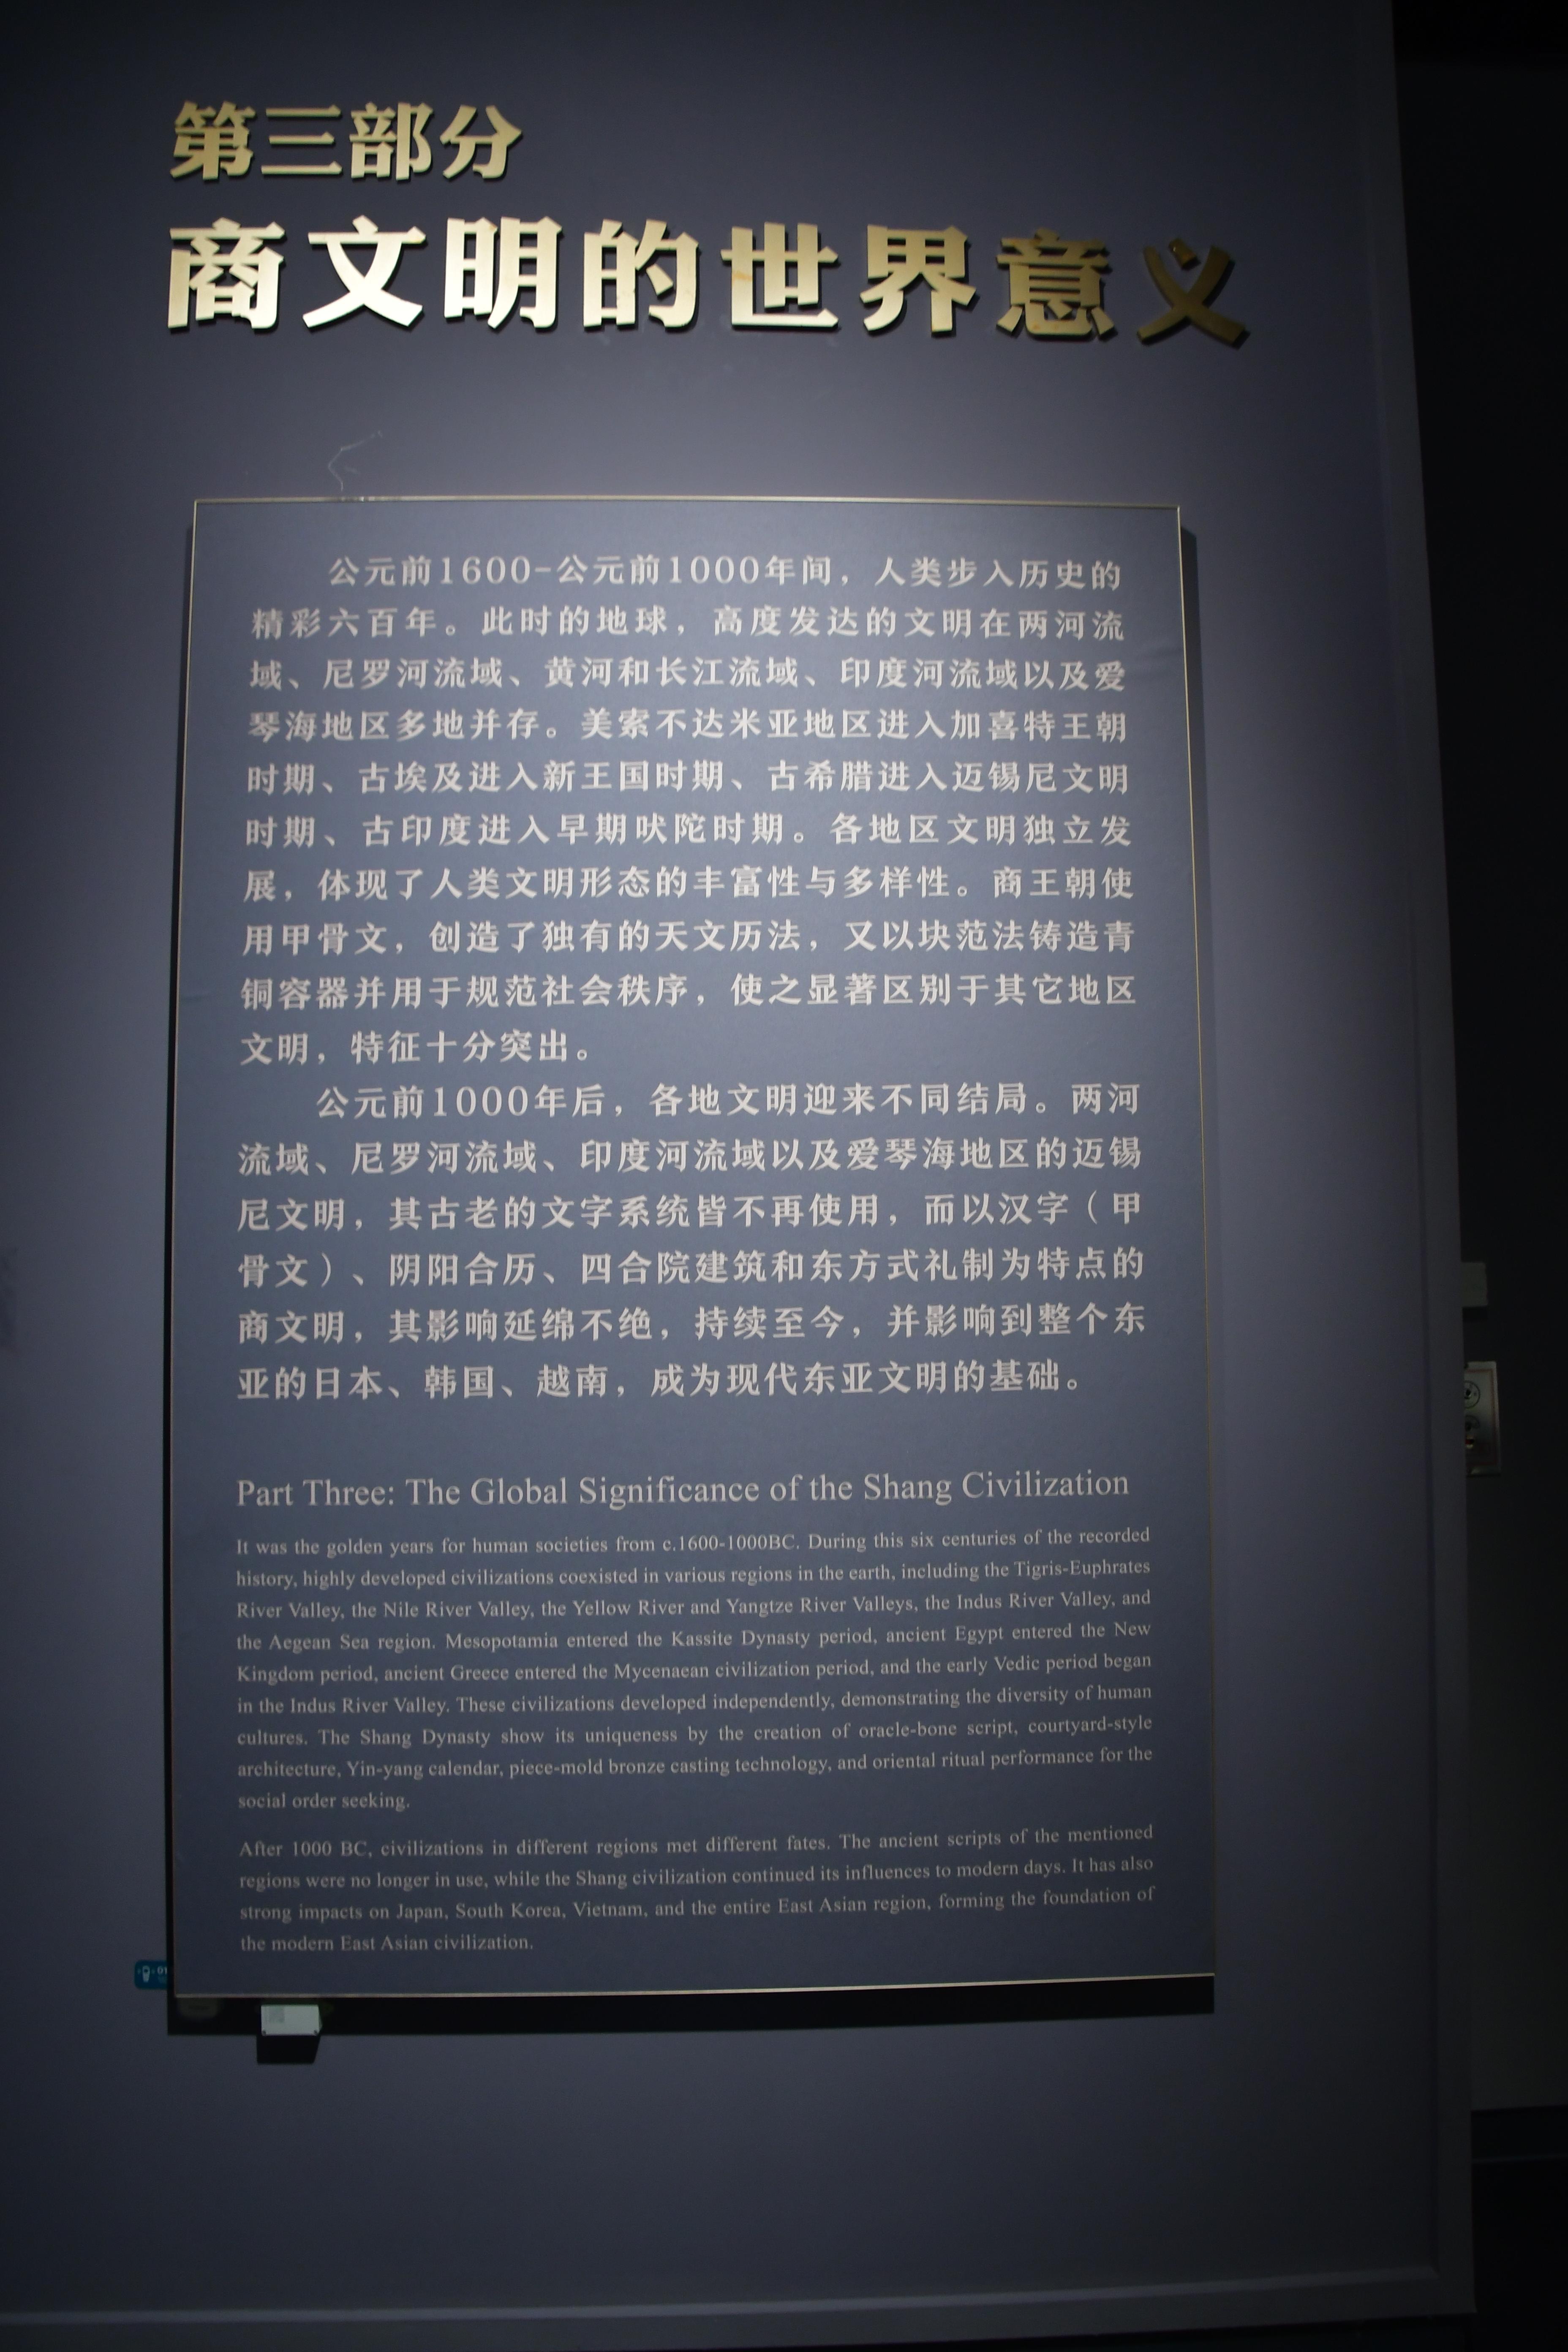 第三部分
商文明的世界意义
公元前1600-公元前1000年间，人类步入历史的
精彩六百年。此时的地球，高度发达的文明在两河流
域、尼罗河流域、黄河和长江流域、印度河流域以及爱
琴海地区多地并存。美索不达米亚地区进入加喜特王朝
时期、古埃及进入新王国时期、古希腊进入迈锡尼文明
时期、古印度进入早期吠陀时期。各地区文明独立发
展，体现了人类文明形态的丰富性与多样性。商王朝使
用甲骨文，创造了独有的天文历法，又以块范法铸造青
铜容器并用于规范社会秩序，使之显著区别于其它地区
文明，特征十分突出。
公元前1000年后，各地文明迎来不同结局。两河
流域、尼罗河流域、印度河流域以及爱琴海地区的迈锡
尼文明，其古老的文字系统皆不再使用，而以汉字（甲
骨文）、阴阳合历、四合院建筑和东方式礼制为特点的
商文明，其影响延绵不绝，持续至今，并影响到整个东
亚的日本、韩国、越南，成为现代东亚文明的基础。
Part Three: The Global Significance of the Shang Civilization
It was the golden years for human societies from c.1600-1000BC. During this six centuries of the recorded
history, highly developed civilizations coexisted in various regions in the earth, including the Tigris-Euphrates
River Valley, the Nile River Valley, the Yellow River and Yangtze River Valleys, the Indus River Valley, and
the Aegean Sea region. Mesopotamia entered the Kassite Dynasty period, ancient Egypt entered the New
Kingdom period, ancient Greece entered the Mycenaean civilization period, and the early Vedic period began
in the Indus River Valley. These civilizations developed independently, demonstrating the diversity of human
cultures. The Shang Dynasty show its uniqueness by the creation of oracle-bone script, courtyard-style
architecture, Yin-yang calendar, piece-mold bronze casting technology, and oriental ritual performance for the
social order seeking.
After 1000 BC, civilizations in different regions met different fates. The ancient scripts of the mentioned
regions were no longer in use, while the Shang civilization continued its influences to modern days. It has also
strong impacts on Japan, South Korea, Vietnam, and the entire East Asian region, forming the foundation of
the modern East Asian civilization.